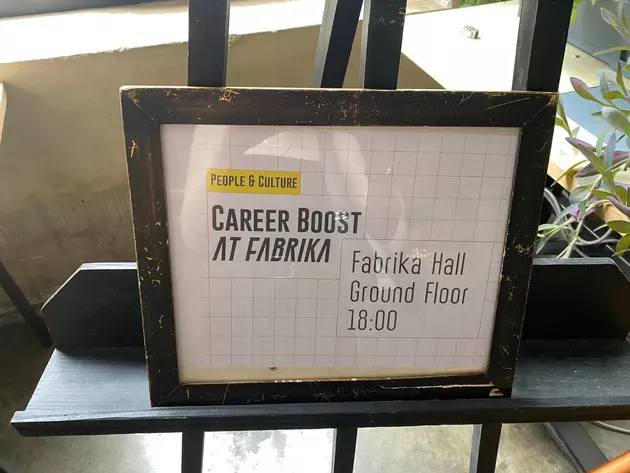 People & Culture
Career Boost
at Fabrika
Fabrika Hall
Ground Floor
18:00